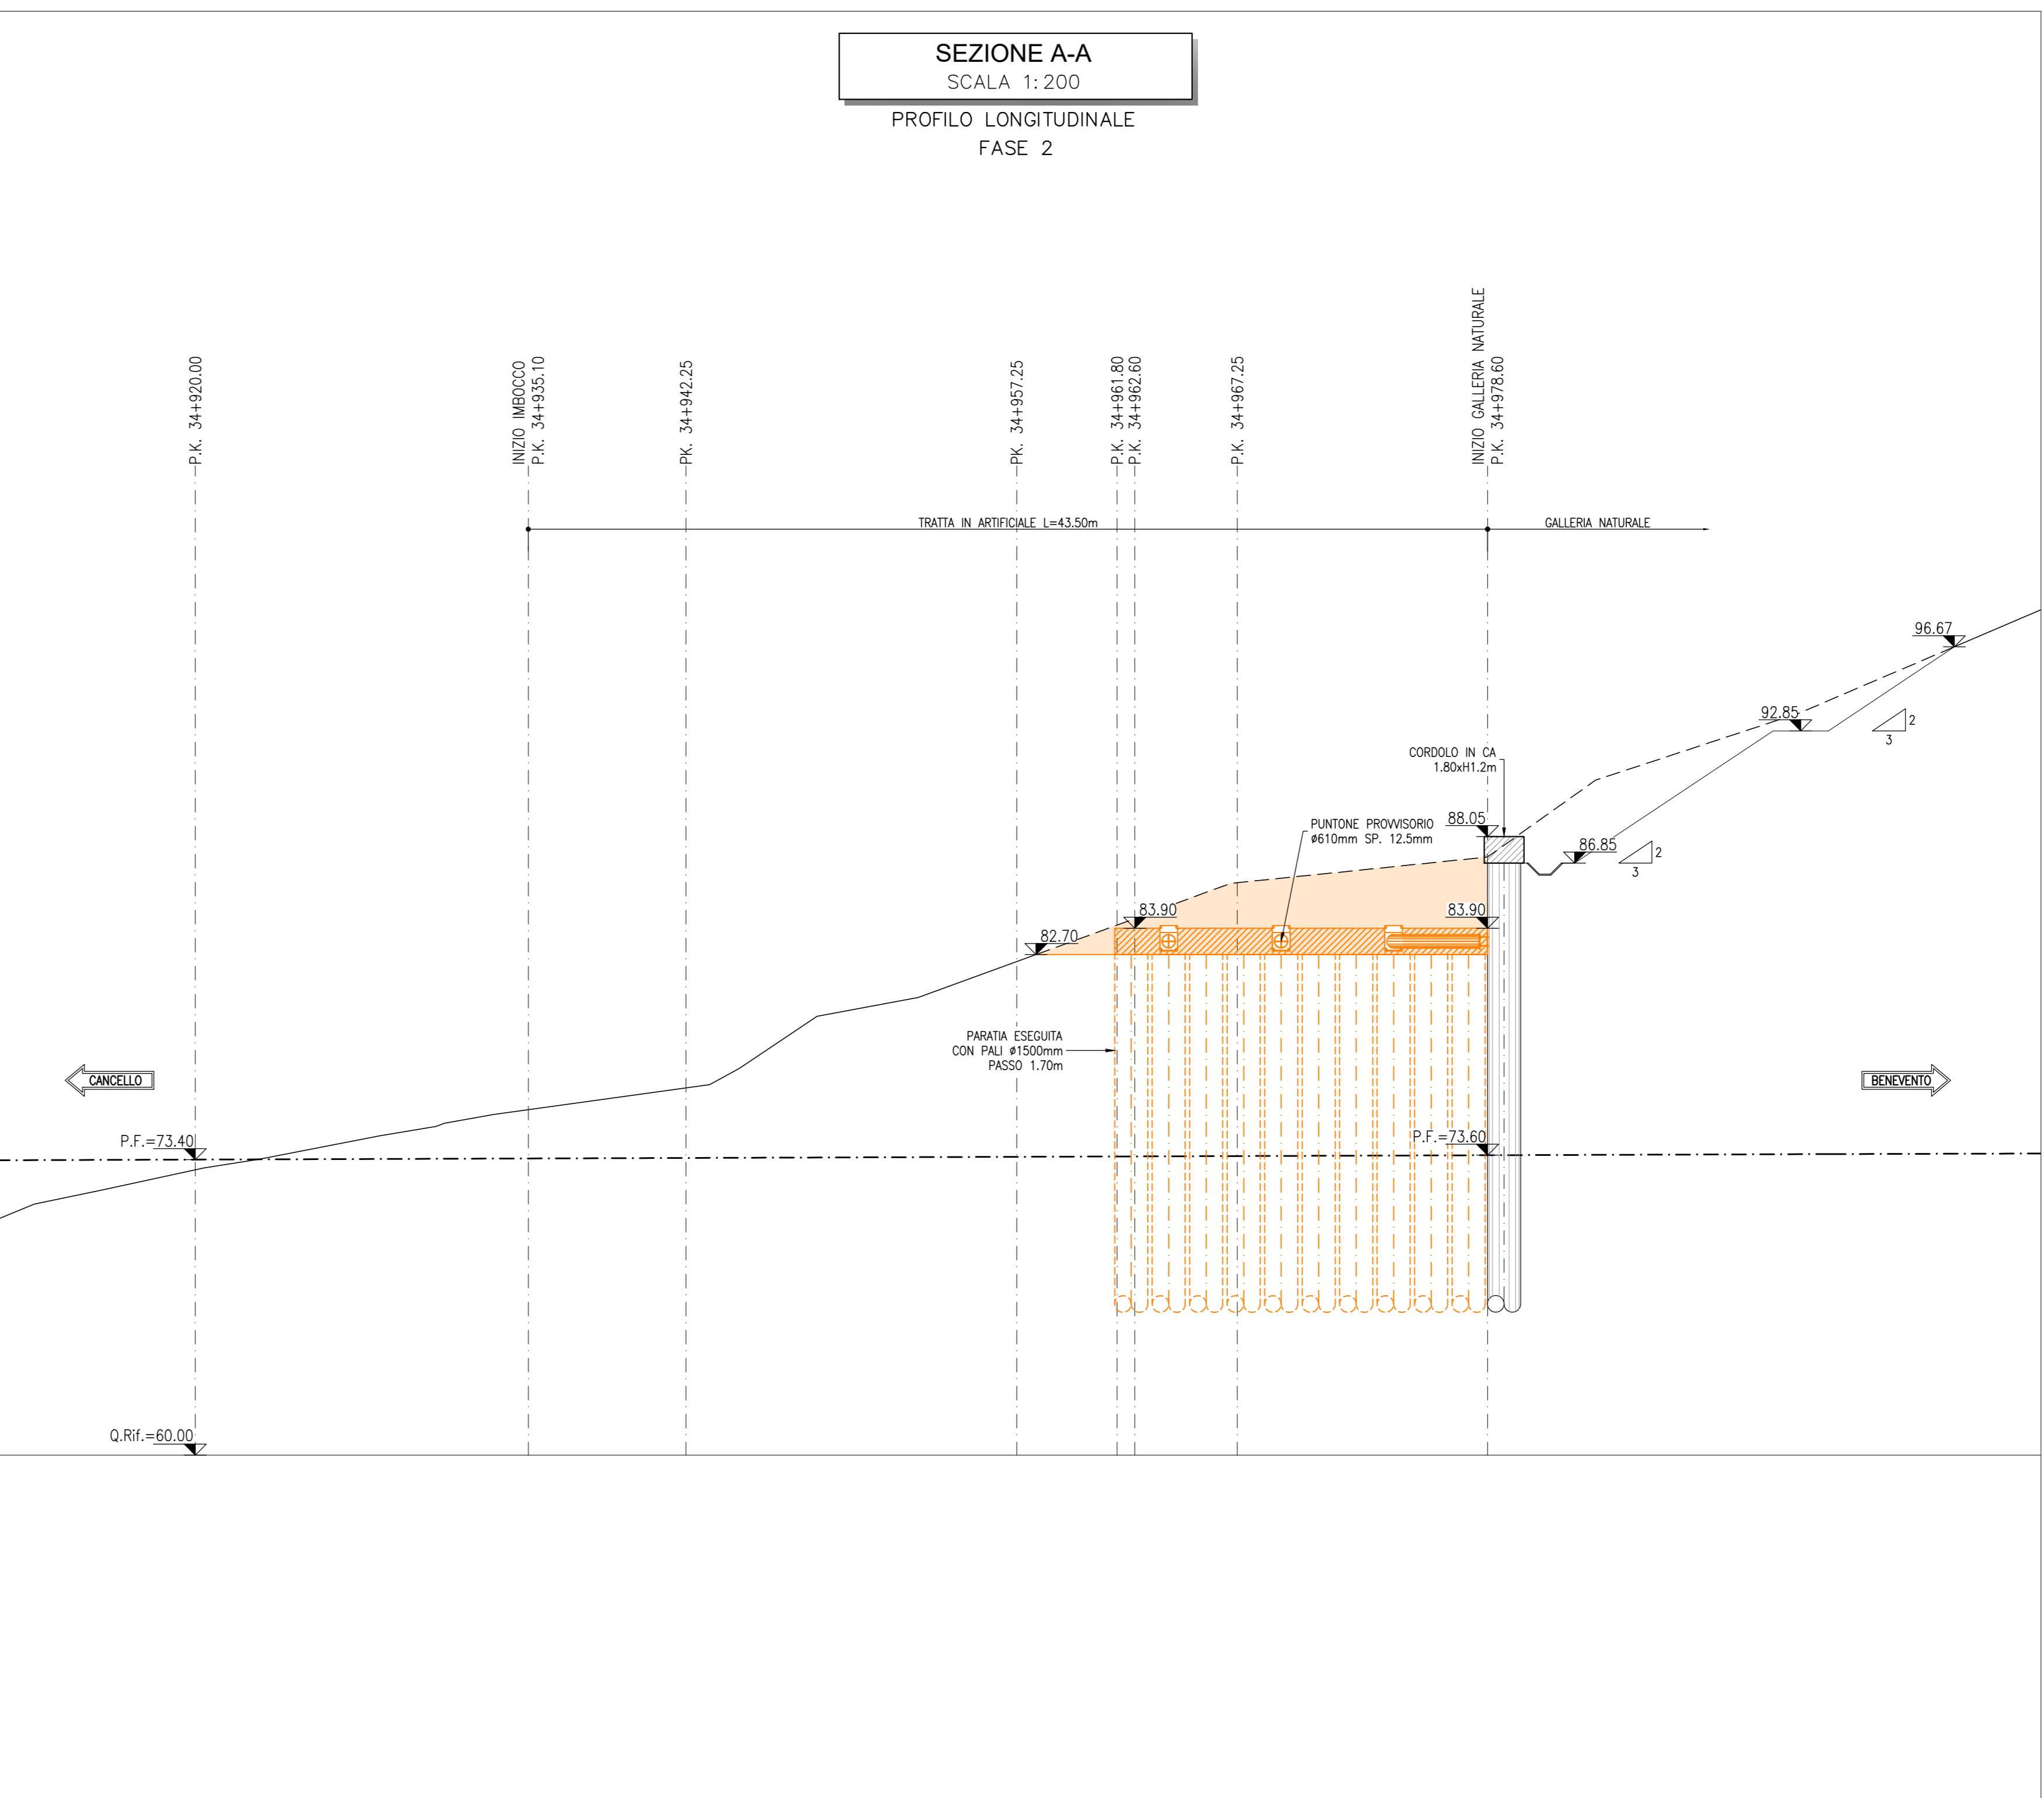 SEZIONE A-A
SCALA 1:200
PROFILO LONGITUDINALE
FASE 2
P.K. 34+920.00
INIZIO IMBOCCO
P.K. 34+935.10
PK. 34+942.25
PK. 34+957.25
P.K. 34+961.80
P.K. 34+962.60
P.K. 34+967.25
INIZIO GALLERIA NATURALE
P.K. 34+978.60
TRATTA IN ARTIFICIALE L=43.50m
GALLERIA NATURALE
96.67
92.85
2
3
CORDOLO IN CA
1.80xH1.2m
88.05
PUNTONE PROVVISORIO
ø610mm SP. 12.5mm
86.85
2
3
83.90
83.90
82.70
PARATIA ESEGUITA
CON PALI ø1500mm
PASSO 1.70m
CANCELLO
BENEVENTO
P.F.=73.40
P.F.=73.60
Q.Rif.=60.00